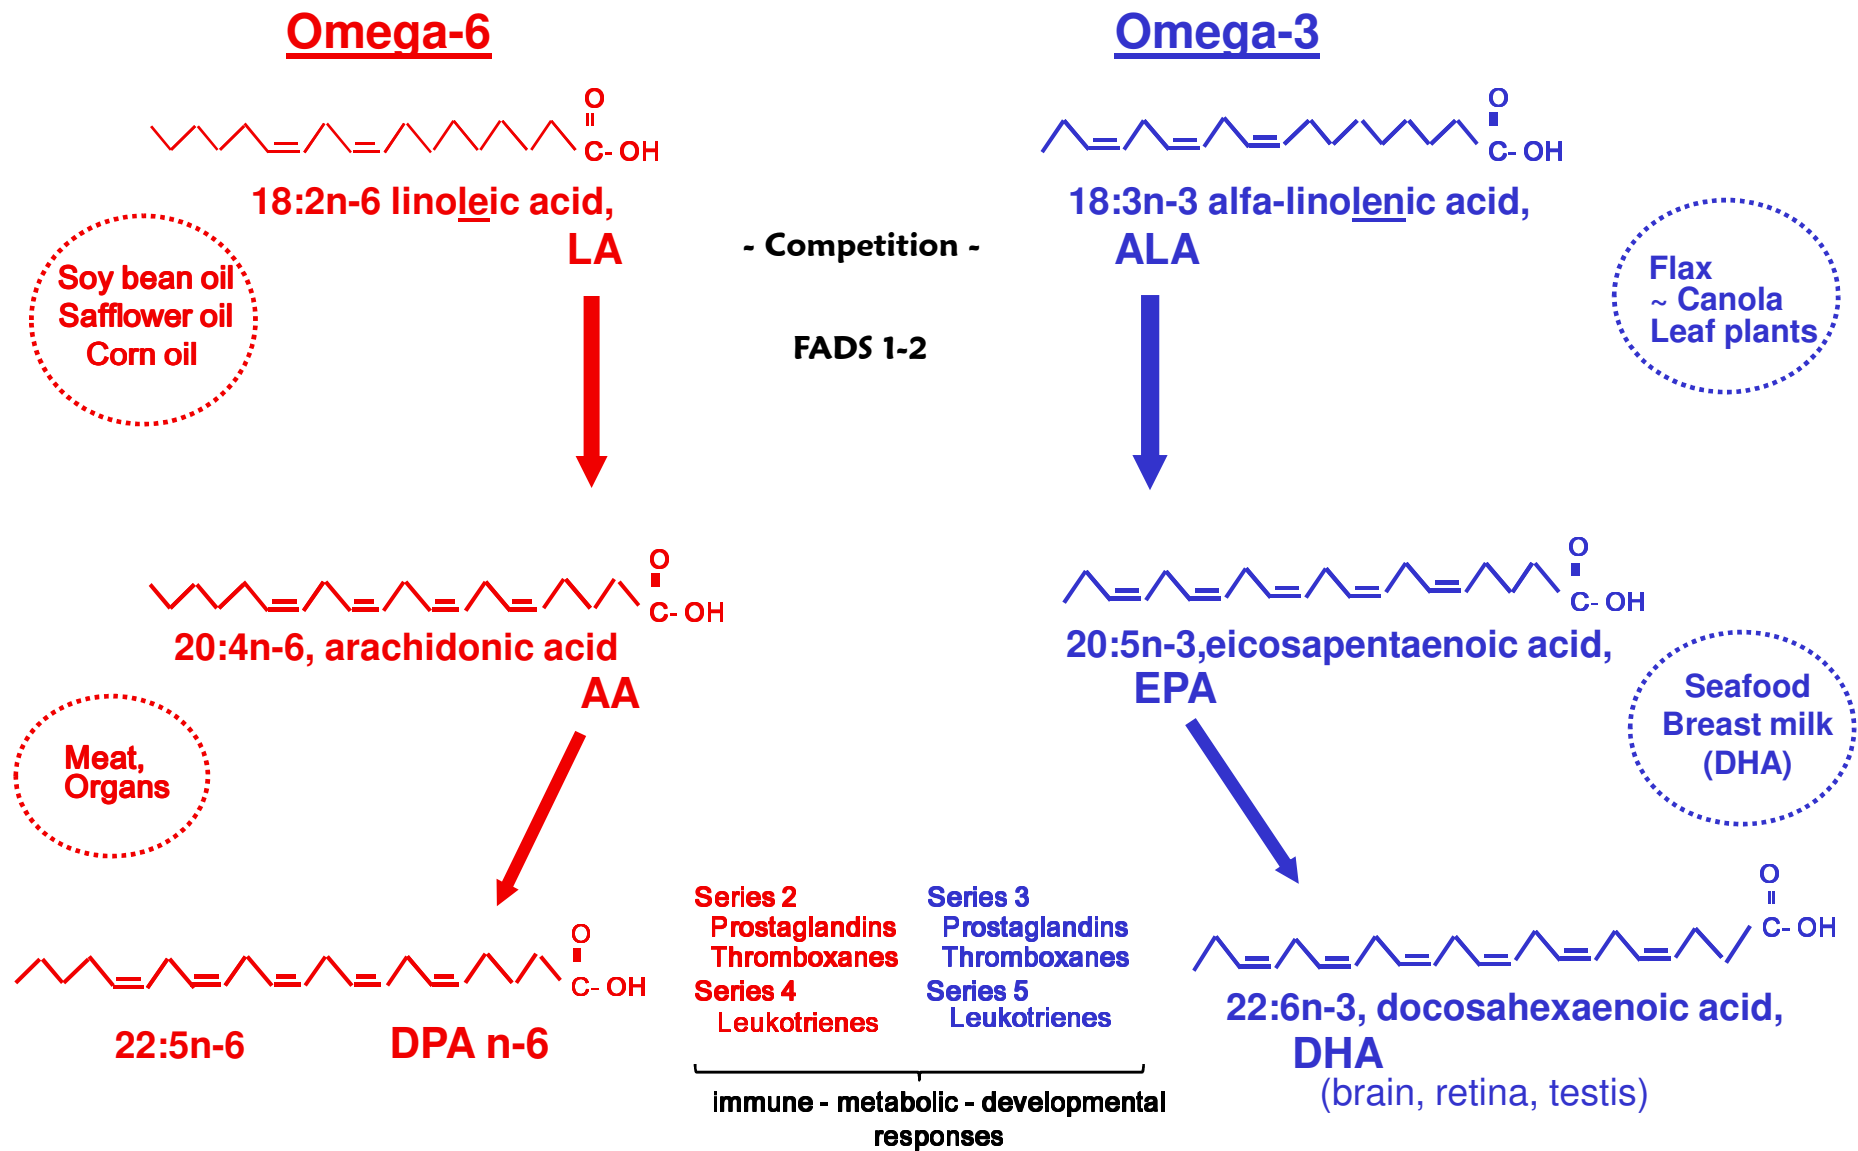 Omega-6
Omega-3
O
C- OH
O
C- OH
18:2n-6 linoleic acid,
LA
18:3n-3 alfa-linolenic acid,
ALA
- Competition -
FADS 1-2
Soy bean oil
Safflower oil
Corn oil
Flax
~ Canola
Leaf plants
O
C- OH
O
C- OH
20:4n-6, arachidonic acid
AA
20:5n-3,eicosapentaenoic acid,
EPA
Meat,
Organs
Seafood
Breast milk
(DHA)
O
C- OH
22:5n-6 DPA n-6
Series 2
Prostaglandins
Thromboxanes
Series 4
Leukotrienes
Series 3
Prostaglandins
Thromboxanes
Series 5
Leukotrienes
immune - metabolic - developmental
responses
O
C- OH
22:6n-3, docosahexaenoic acid,
DHA
(brain, retina, testis)